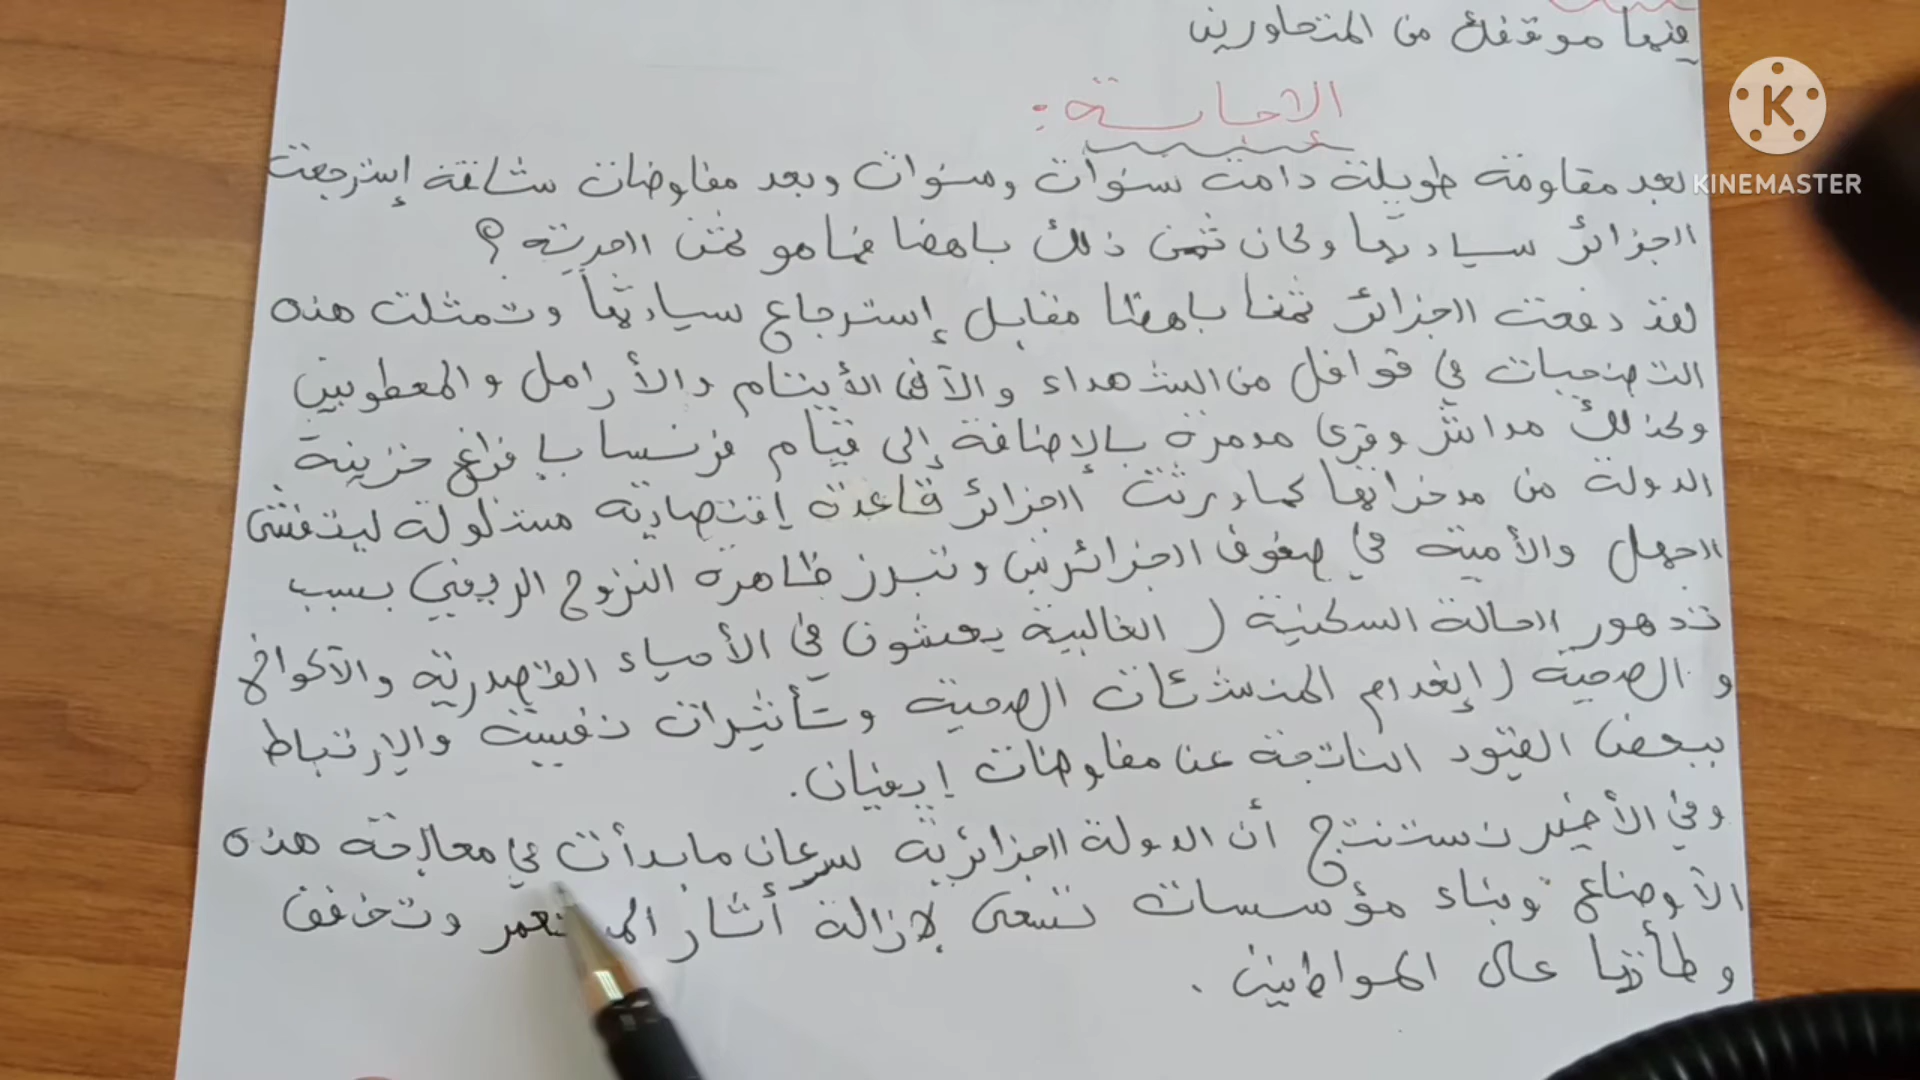 فيها موقفك من المتحاورين
الإجابة:
بعد مقاومة طويلة دامت سنوات وسنوات وبعد مفاوضات شاقة إسترجعت
الجزائر سيادتها وكان ثمن ذلك باهضا فما هو ثمن الحرية ؟
لقد دفعت الجزائر ثمنا باهضا مقابل إسترجاع سيادتها وتمثلت هذه
التضحيات في قوافل من الشهداء والآف الأيتام والأرامل والمعطوبين
وكذلك مداشر وقرى مدمرة بالإضافة إلى قيام فرنسا بإفراغ خزينة
الدولة من مدخراتها كما ورثت الجزائر قاعدة إقتصادية مشلولة ليتفشى
الجهل والأمية في صفوف الجزائريين وتبرز ظاهرة النزوح الريفي بسبب
تدهور الحالة السكنية ( الغالبية يعيشون في الأحياء القصديرية والأكواخ
و الصحية ( إنعدام المنشئات الصحية وتأثيرات نفسية والإرتباط
ببعض القيود الناتجة عن مفاوضات إيفيان.
وفي الأخير نستنتج أن الدولة الجزائرية سرعان ما بدأت في معالجة هذه
الأوضاع وبناء مؤسسات تسعى لإزالة أثار المستعمر وتخفف
وطأتها على المواطنين .
KINEMASTER